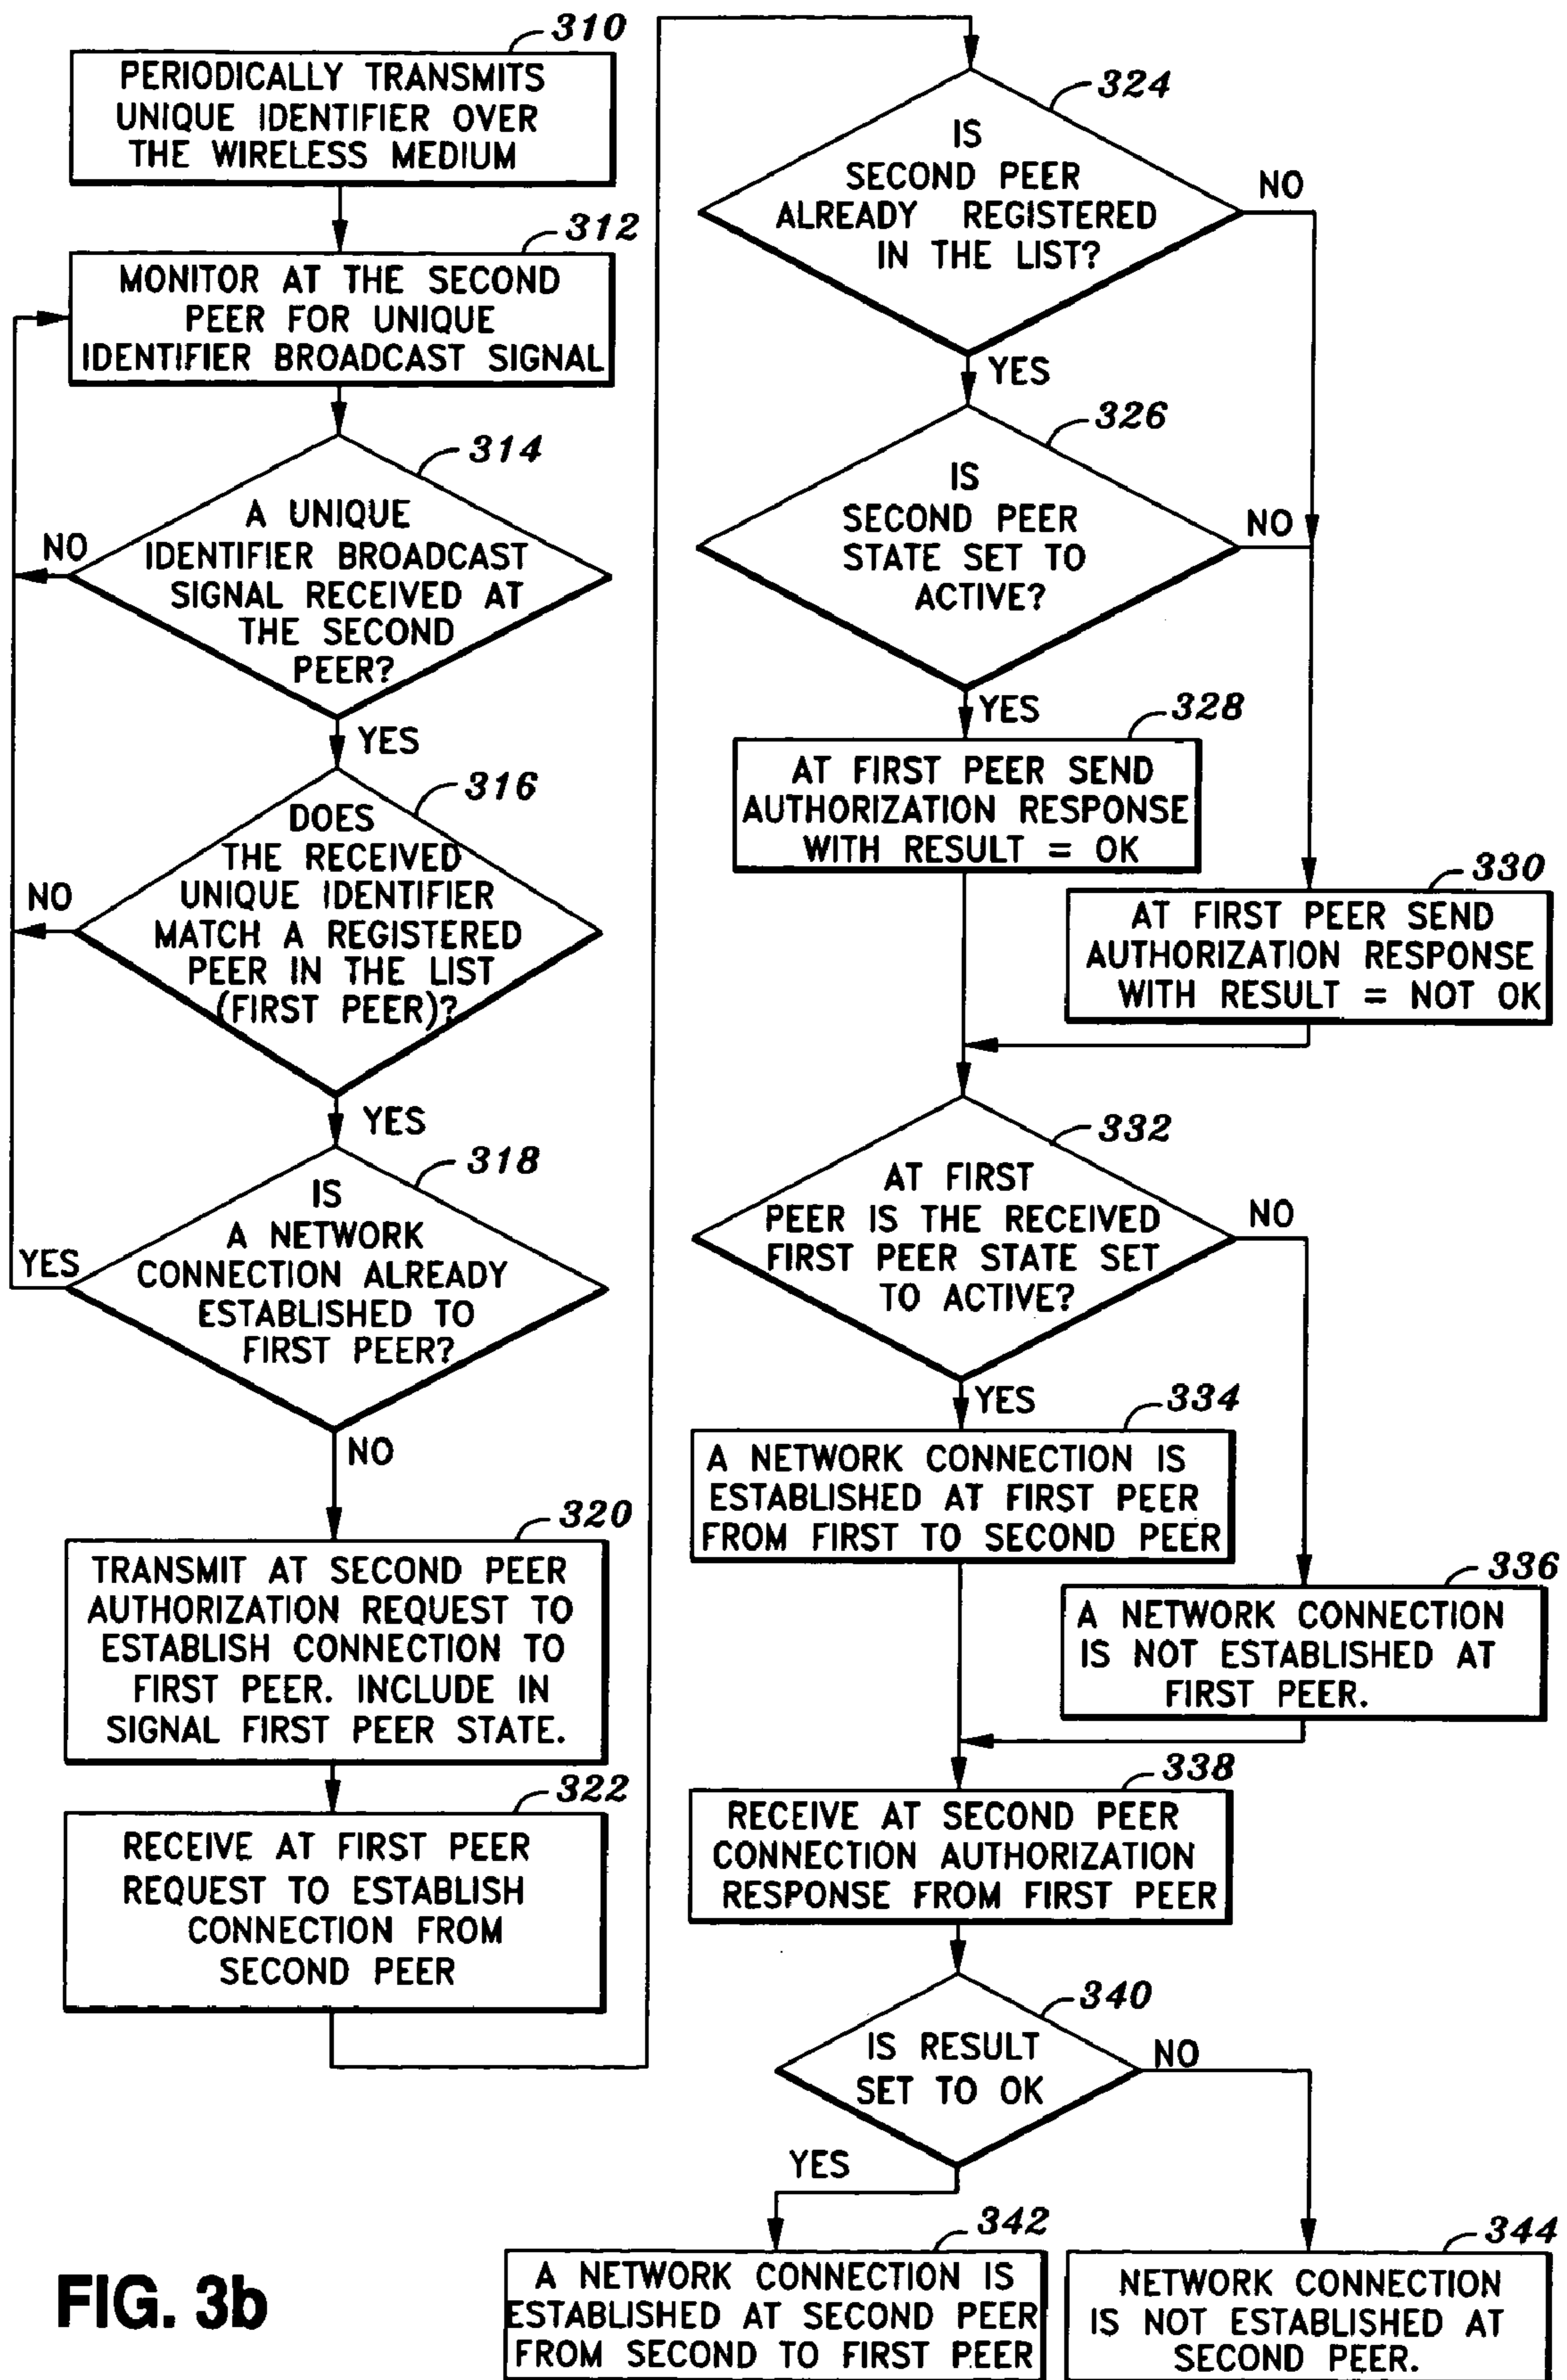 310
PERIODICALLY TRANSMITS
UNIQUE IDENTIFIER OVER
THE WIRELESS MEDIUM
312
MONITOR AT THE SECOND
PEER FOR UNIQUE
IDENTIFIER BROADCAST SIGNAL
314
A UNIQUE
IDENTIFIER BROADCAST
SIGNAL RECEIVED AT
THE SECOND
PEER?
NO
YES
316
DOES
THE RECEIVED
UNIQUE IDENTIFIER
MATCH A REGISTERED
PEER IN THE LIST
(FIRST PEER)?
NO
YES
318
IS
A NETWORK
CONNECTION ALREADY
ESTABLISHED TO
FIRST PEER?
YES
NO
320
TRANSMIT AT SECOND PEER
AUTHORIZATION REQUEST TO
ESTABLISH CONNECTION TO
FIRST PEER. INCLUDE IN
SIGNAL FIRST PEER STATE.
322
RECEIVE AT FIRST PEER
REQUEST TO ESTABLISH
CONNECTION FROM
SECOND PEER
324
IS
SECOND PEER
ALREADY REGISTERED
IN THE LIST?
NO
YES
326
IS
SECOND PEER
STATE SET TO
ACTIVE?
NO
YES
328
AT FIRST PEER SEND
AUTHORIZATION RESPONSE
WITH RESULT = OK
330
AT FIRST PEER SEND
AUTHORIZATION RESPONSE
WITH RESULT = NOT OK
332
AT FIRST
PEER IS THE RECEIVED
FIRST PEER STATE SET
TO ACTIVE?
NO
YES
334
A NETWORK CONNECTION IS
ESTABLISHED AT FIRST PEER
FROM FIRST TO SECOND PEER
336
A NETWORK CONNECTION
IS NOT ESTABLISHED AT
FIRST PEER.
338
RECEIVE AT SECOND PEER
CONNECTION AUTHORIZATION
RESPONSE FROM FIRST PEER
340
IS RESULT
SET TO OK
NO
YES
342
A NETWORK CONNECTION IS
ESTABLISHED AT SECOND PEER
FROM SECOND TO FIRST PEER
344
NETWORK CONNECTION
IS NOT ESTABLISHED AT
SECOND PEER.
FIG. 3b